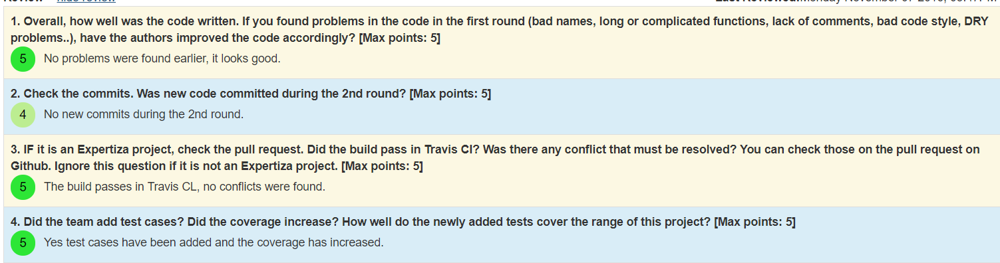 hide review
1. Overall, how well was the code written. If you found problems in the code in the first round (bad names, long or complicated functions, lack of comments, bad code style, DRY
problems..), have the authors improved the code accordingly? [Max points: 5]
5 No problems were found earlier, it looks good.
2. Check the commits. Was new code committed during the 2nd round? [Max points: 5]
4 No new commits during the 2nd round.
3. IF it is an Expertiza project, check the pull request. Did the build pass in Travis CI? Was there any conflict that must be resolved? You can check those on the pull request on
Github. Ignore this question if it is not an Expertiza project. [Max points: 5]
5 The build passes in Travis CL, no conflicts were found.
4. Did the team add test cases? Did the coverage increase? How well do the newly added tests cover the range of this project? [Max points: 5]
5 Yes test cases have been added and the coverage has increased.